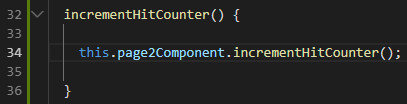 32 incrementHitCounter() {
33
34 this.page2Component.incrementHitCounter();
35
36 }